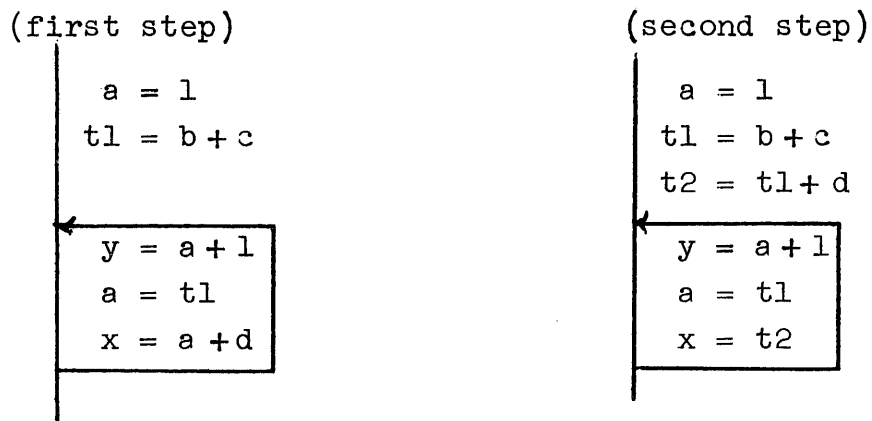 (first step)
a = 1
t1 = b + c
y = a + 1
a = t1
x = a + d
(second step)
a = 1
t1 = b + c
t2 = t1 + d
y = a + 1
a = t1
x = t2